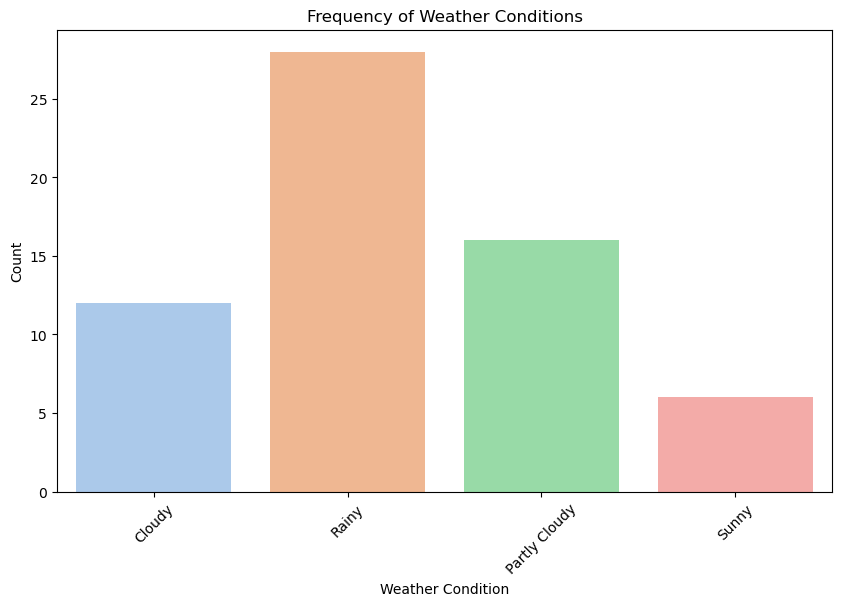 Frequency of Weather Conditions
Count
25
20
15
10
5
0
Cloudy
Rainy
Partly Cloudy
Sunny
Weather Condition